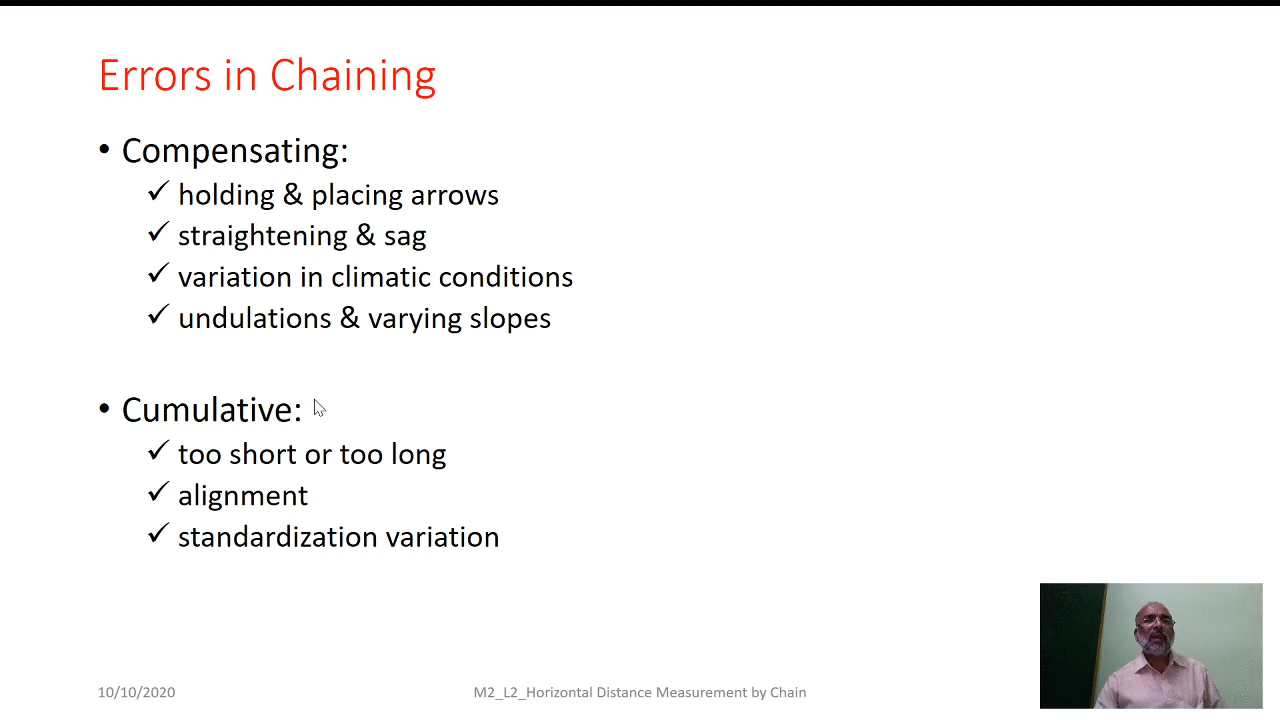 Errors in Chaining
• Compensating:
✓ holding & placing arrows
✓ straightening & sag
✓ variation in climatic conditions
✓ undulations & varying slopes
• Cumulative:
✓ too short or too long
✓ alignment
✓ standardization variation
10/10/2020
M2_L2_Horizontal Distance Measurement by Chain